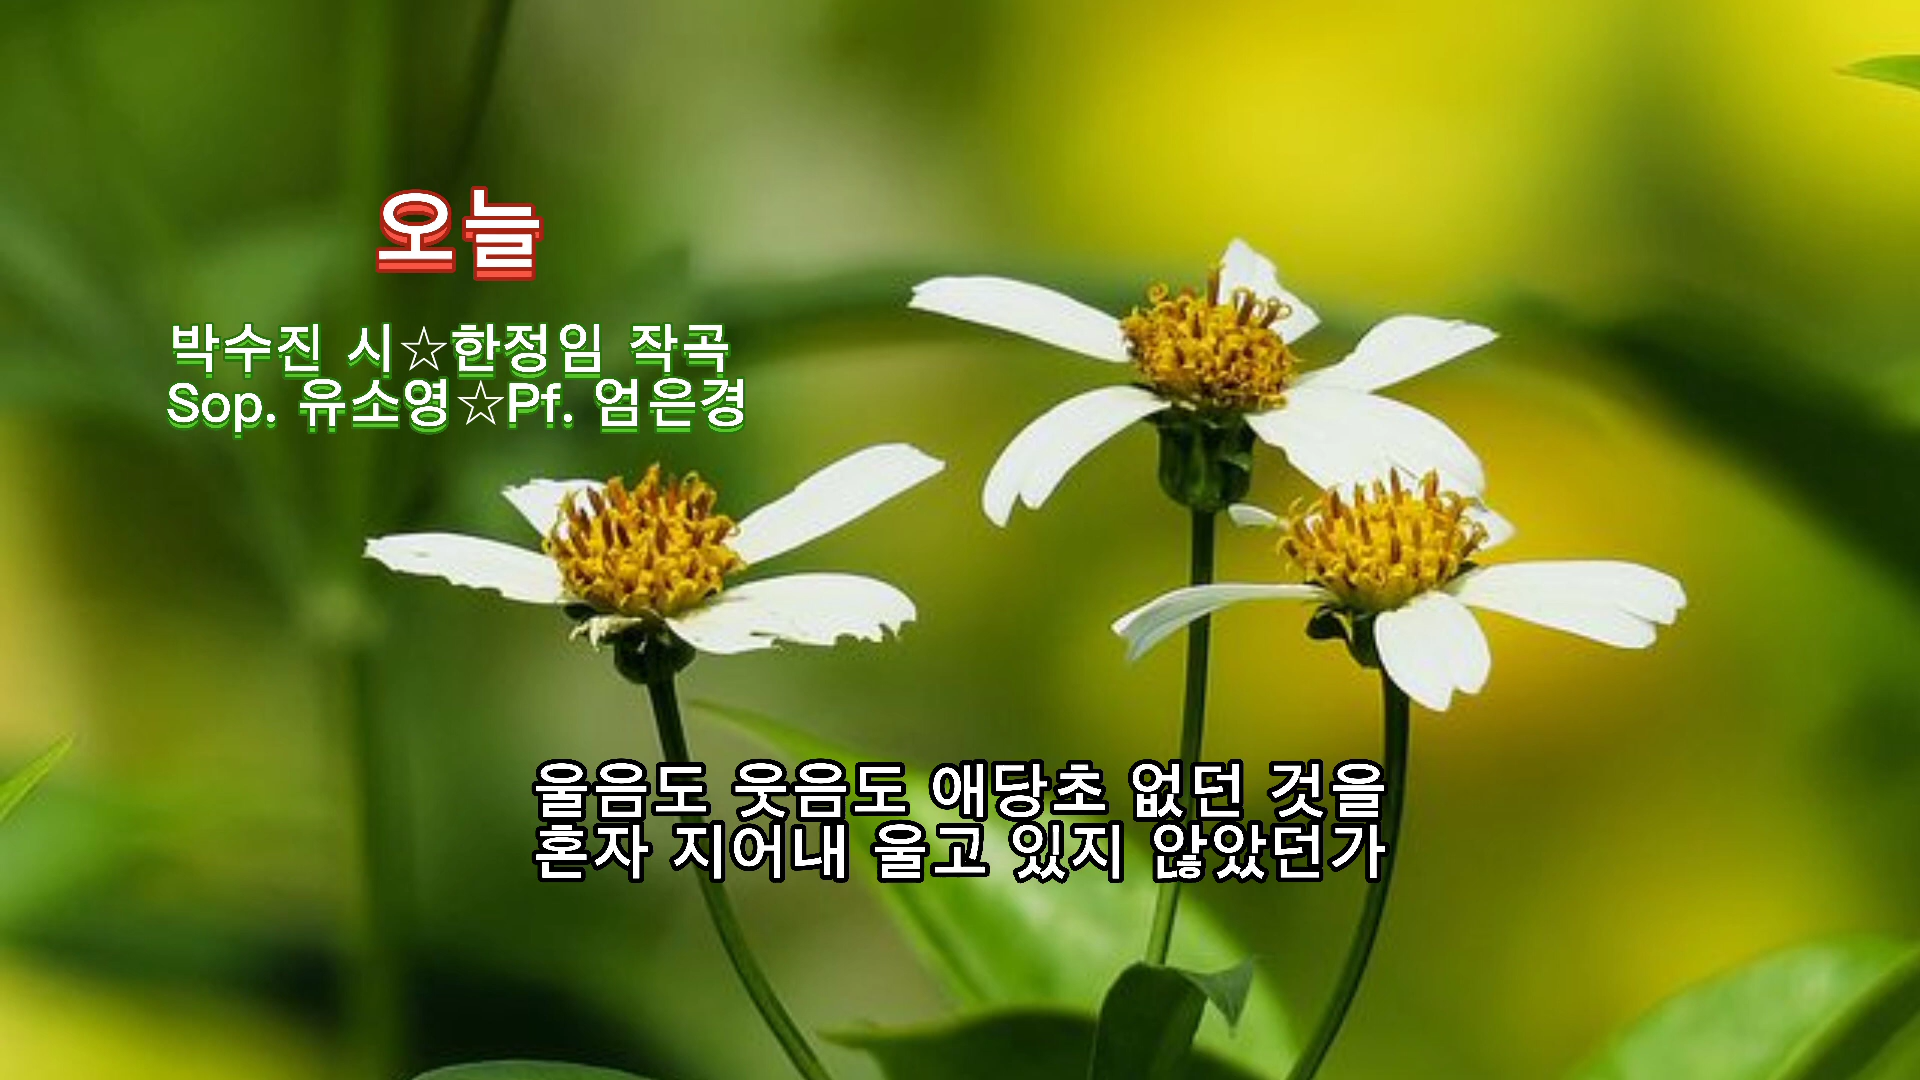 오늘
박수진 시☆한정임 작곡
Sop. 유소영☆Pf. 엄은경
울음도 웃음도 애당초 없던 것을
혼자 지어내 울고 있지 않았던가